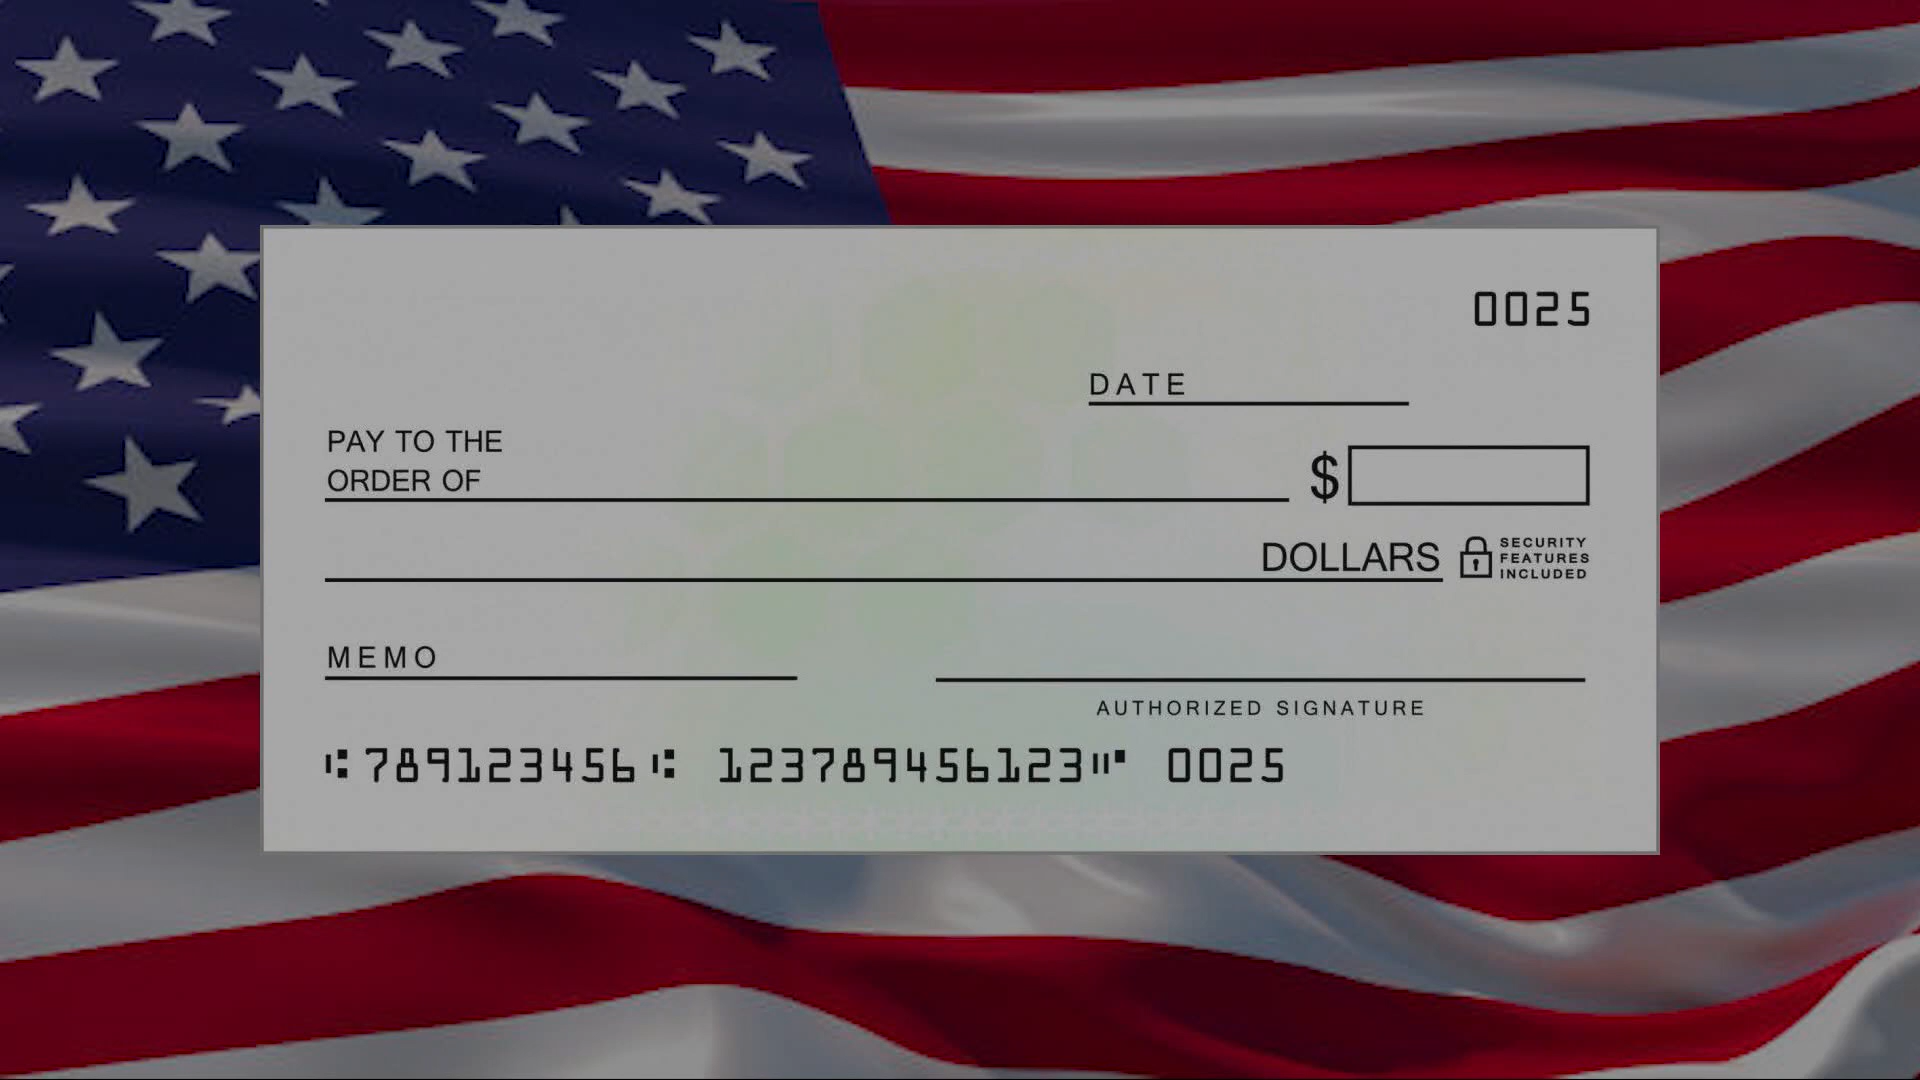 0025
DATE
PAY TO THE
ORDER OF
$
DOLLARS
SECURITY
FEATURES
INCLUDED
MEMO
AUTHORIZED SIGNATURE
⑆789123456⑆ 123789456123⑈ 0025